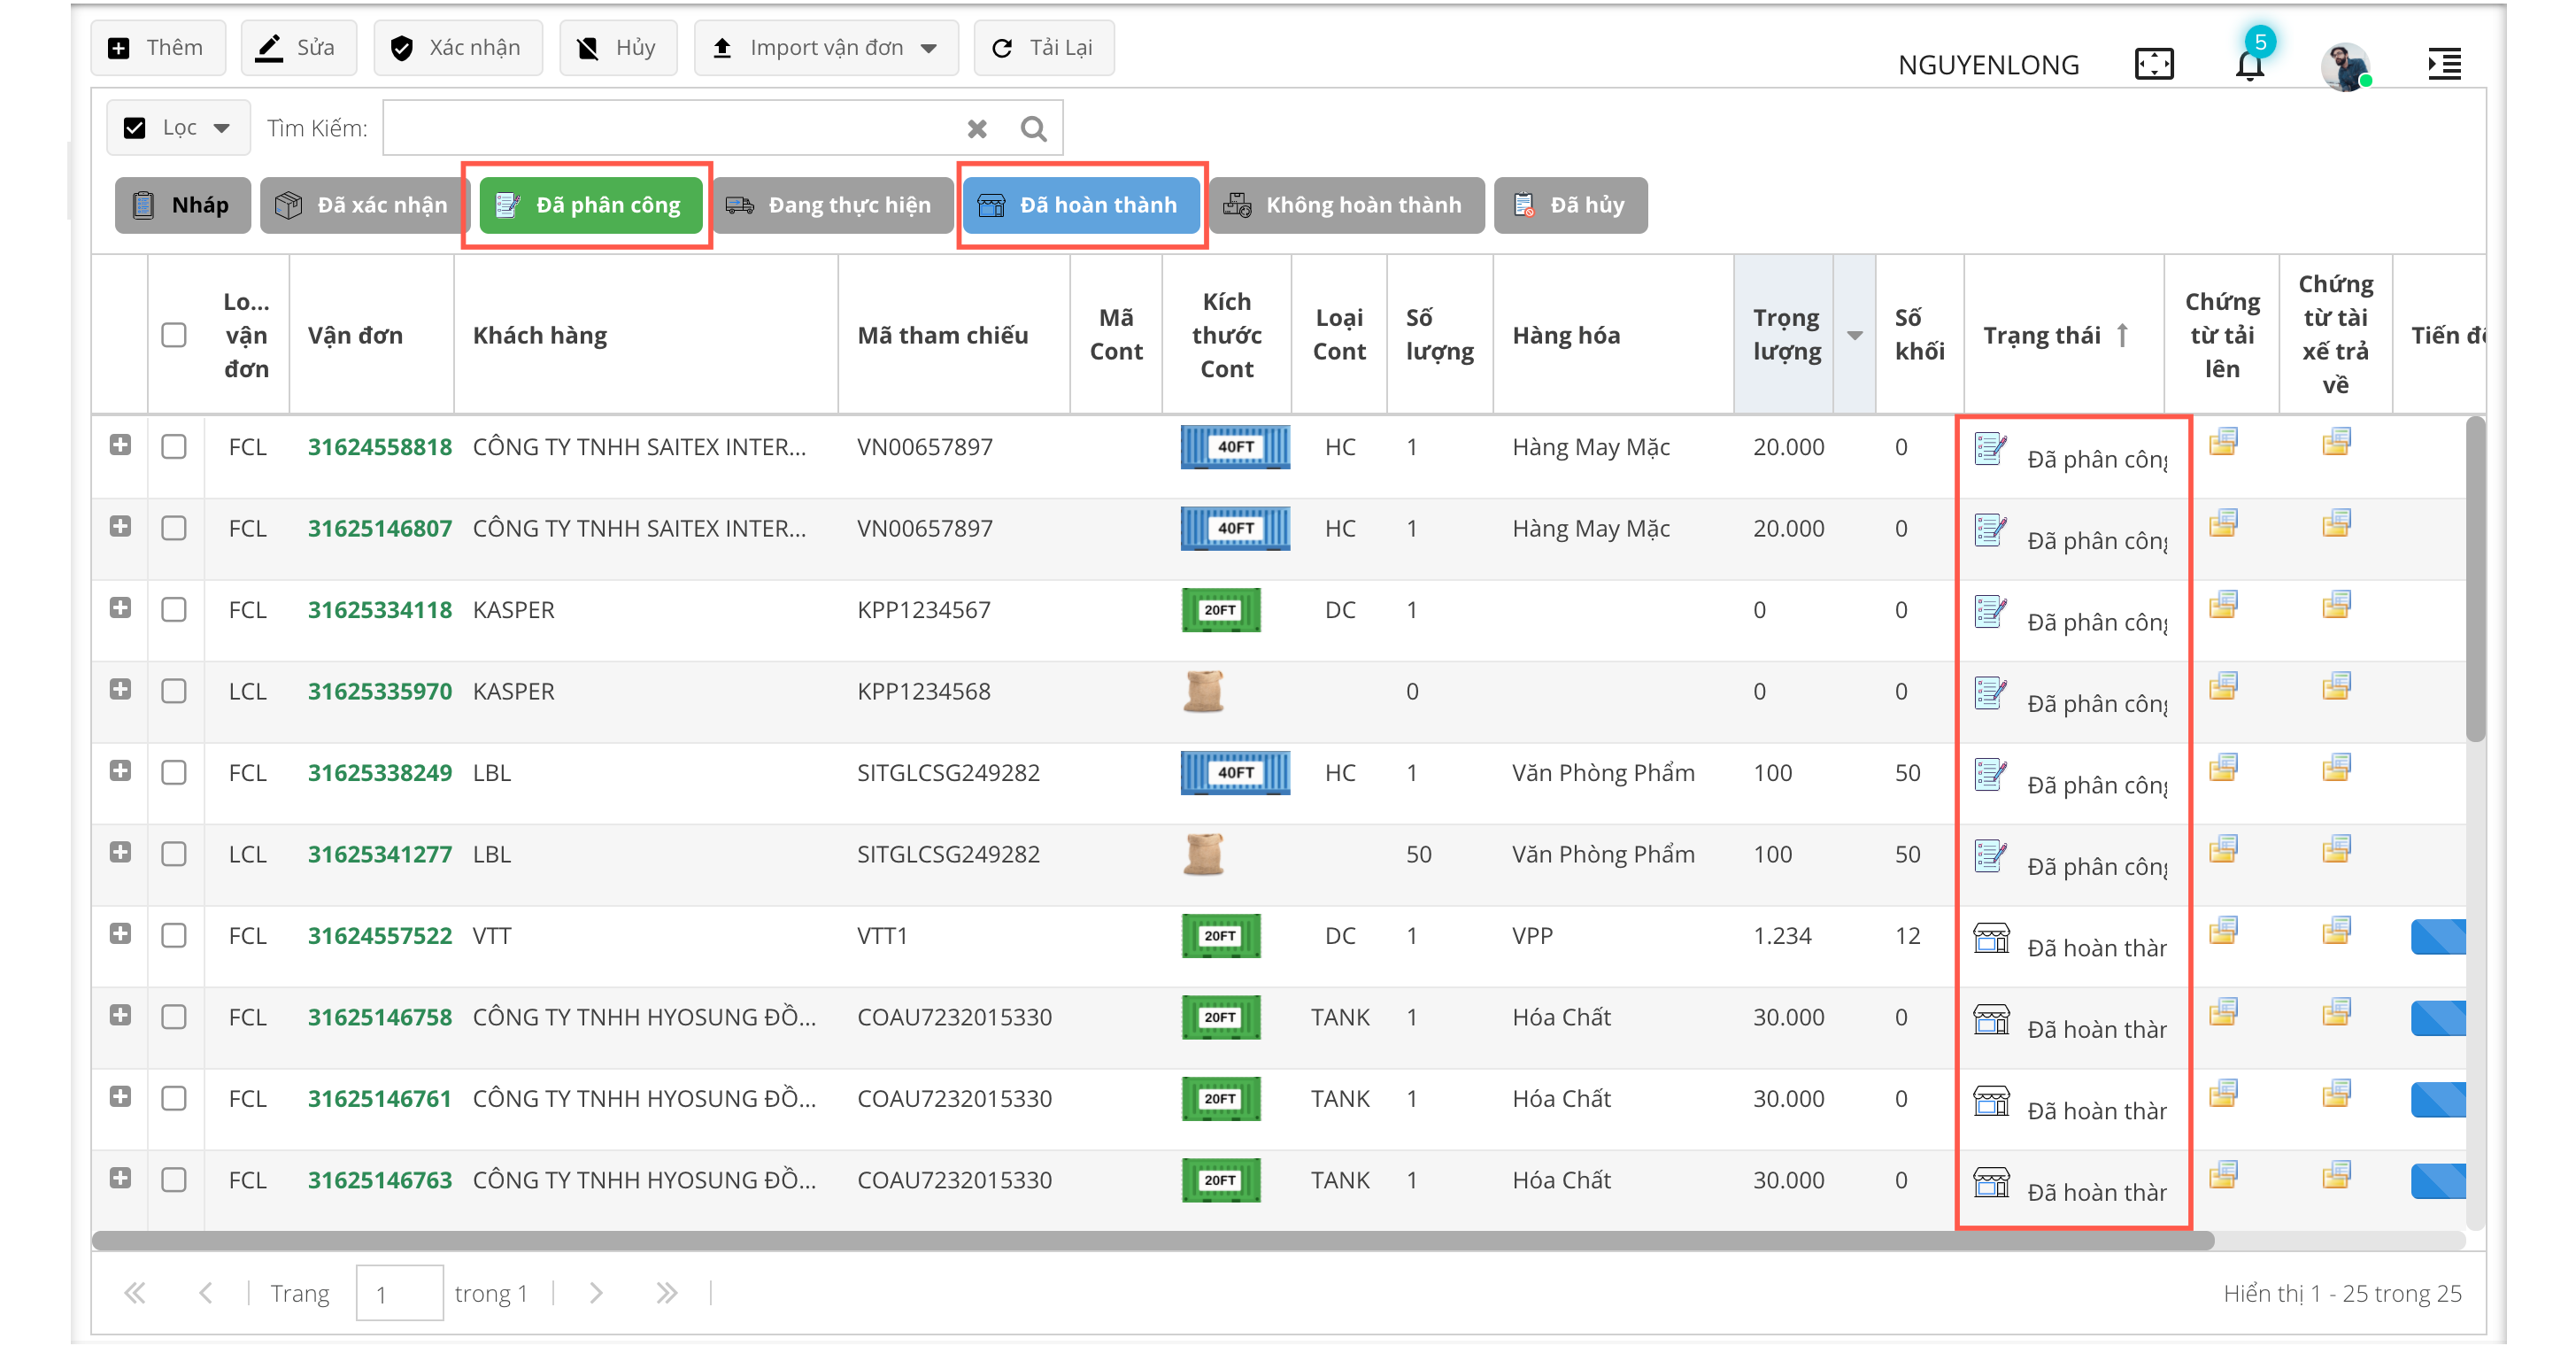 Thêm Sửa Xác nhận Hủy Import vận đơn Tải Lại NGUYENLONG 5
Lọc Tìm Kiếm:
Nháp Đã xác nhận Đã phân công Đang thực hiện Đã hoàn thành Không hoàn thành Đã hủy
Lo... vận đơn Vận đơn Khách hàng Mã tham chiếu Mã Cont Kích thước Cont Loại Cont Số lượng Hàng hóa Trọng lượng Số khối Trạng thái ↑ Chứng từ tải lên Chứng từ tài xế trả về Tiến đ
FCL 31624558818 CÔNG TY TNHH SAITEX INTER... VN00657897 40FT HC 1 Hàng May Mặc 20.000 0 Đã phân công
FCL 31625146807 CÔNG TY TNHH SAITEX INTER... VN00657897 40FT HC 1 Hàng May Mặc 20.000 0 Đã phân công
FCL 31625334118 KASPER KPP1234567 20FT DC 1 0 0 Đã phân công
LCL 31625335970 KASPER KPP1234568 0 0 0 Đã phân công
FCL 31625338249 LBL SITGLCSG249282 40FT HC 1 Văn Phòng Phẩm 100 50 Đã phân công
LCL 31625341277 LBL SITGLCSG249282 50 Văn Phòng Phẩm 100 50 Đã phân công
FCL 31624557522 VTT VTT1 20FT DC 1 VPP 1.234 12 Đã hoàn thàn
FCL 31625146758 CÔNG TY TNHH HYOSUNG ĐỒ... COAU7232015330 20FT TANK 1 Hóa Chất 30.000 0 Đã hoàn thàn
FCL 31625146761 CÔNG TY TNHH HYOSUNG ĐỒ... COAU7232015330 20FT TANK 1 Hóa Chất 30.000 0 Đã hoàn thàn
FCL 31625146763 CÔNG TY TNHH HYOSUNG ĐỒ... COAU7232015330 20FT TANK 1 Hóa Chất 30.000 0 Đã hoàn thàn
Trang 1 trong 1 Hiển thị 1 - 25 trong 25